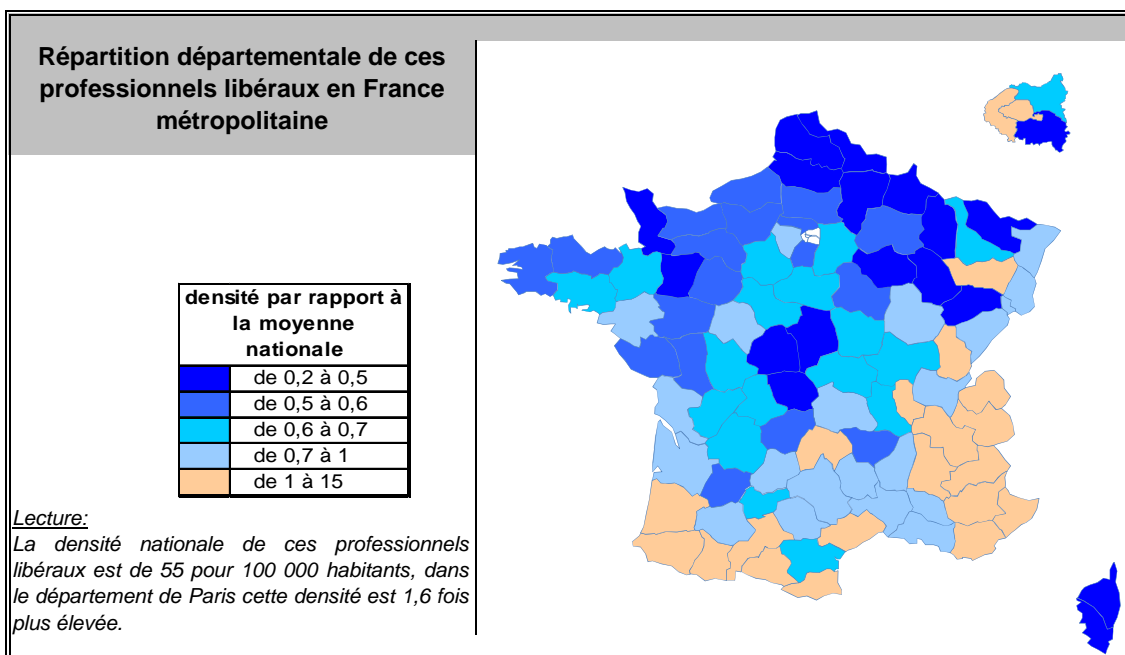 Répartition départementale de ces
professionnels libéraux en France
métropolitaine
densité par rapport à
la moyenne
nationale
de 0,2 à 0,5
de 0,5 à 0,6
de 0,6 à 0,7
de 0,7 à 1
de 1 à 15
Lecture:
La densité nationale de ces professionnels
libéraux est de 55 pour 100 000 habitants, dans
le département de Paris cette densité est 1,6 fois
plus élevée.